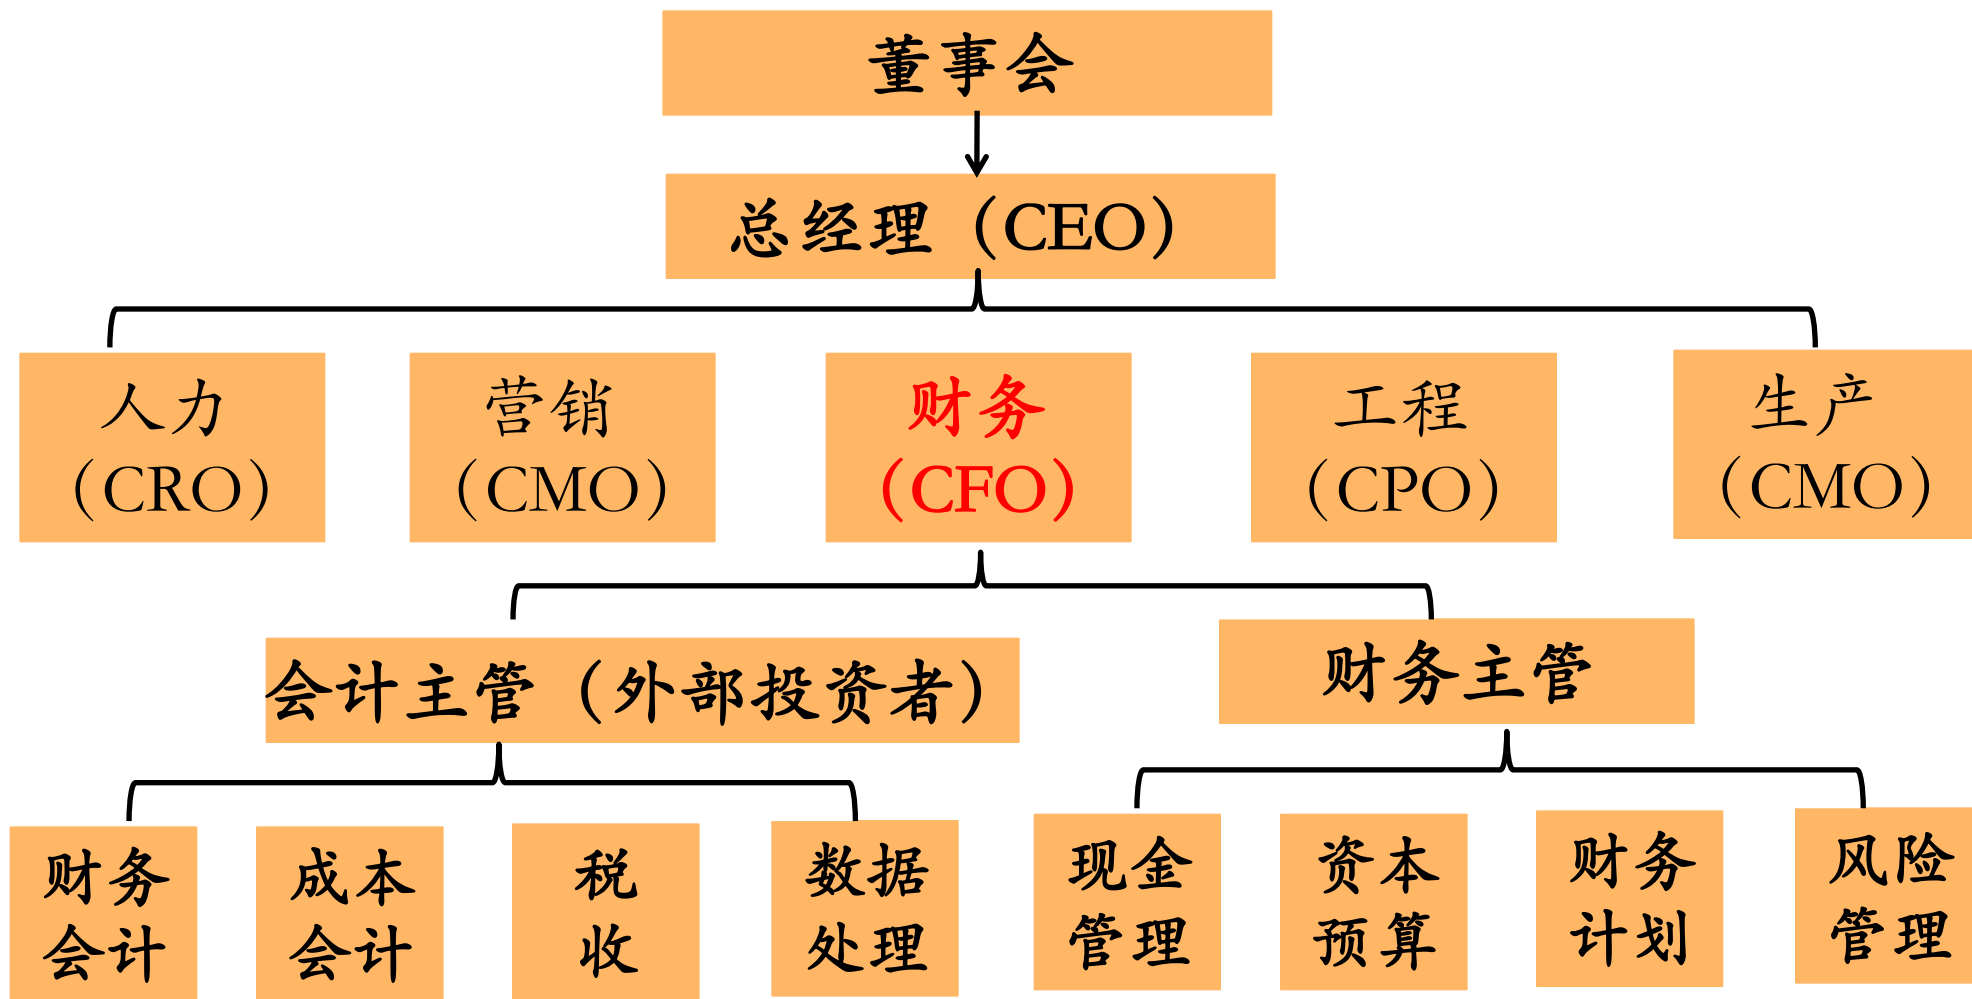 董事会
总经理（CEO）
人力
（CRO）
营销
（CMO）
财务
（CFO）
工程
（CPO）
生产
（CMO）
会计主管（外部投资者）
财务主管
财务
会计
成本
会计
税
收
数据
处理
现金
管理
资本
预算
财务
计划
风险
管理